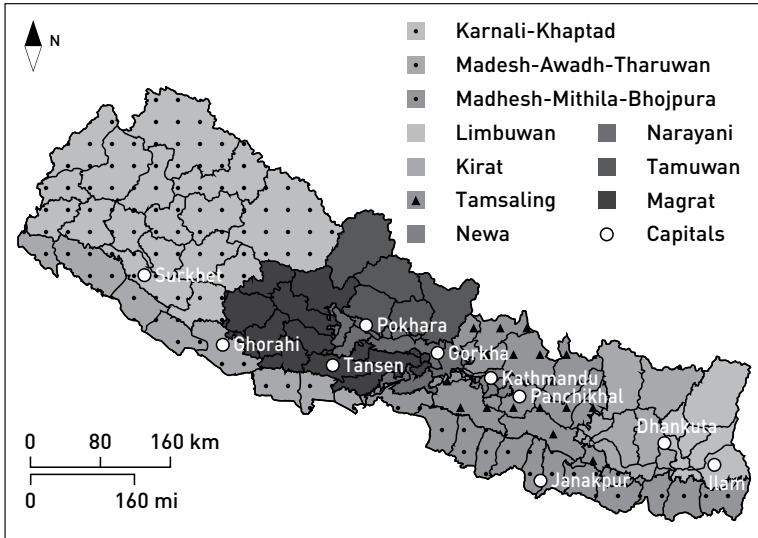 N
Karnali-Khaptad
Madesh-Awadh-Tharuwan
Madhesh-Mithila-Bhojpura
Limbuwan
Narayani
Kirat
Tamuwan
Tamsaling
Magrat
Newa
Capitals
Surkhet
Pokhara
Ghorahi
Gorkha
Tansen
Kathmandu
Panchikhal
Dhankuta
Janakpur
Ilam
0 80 160 km
0 160 mi